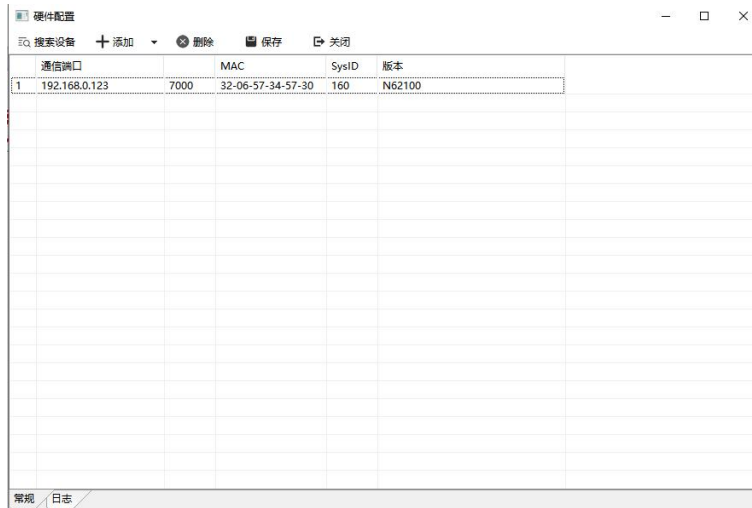 硬件配置
搜索设备 添加 删除 保存 关闭
通信端口 MAC SysID 版本
1 192.168.0.123 7000 32-06-57-34-57-30 160 N62100
常规 日志